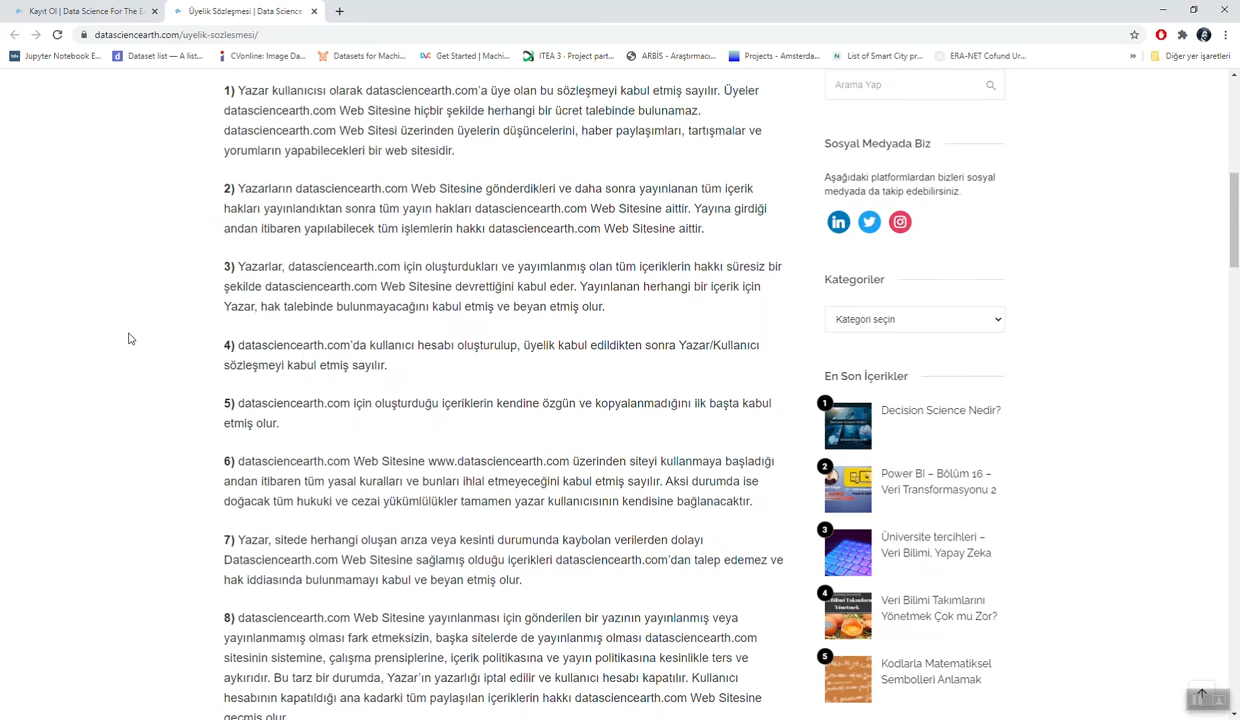 Kayıt Ol | Data Science For The E
Üyelik Sözleşmesi | Data Science
datasciencearth.com/uyelik-sozlesmesi/
Jupyter Notebook E...
Dataset list — A list...
CVonline: Image Da...
Datasets for Machi...
Get Started | Machi...
ITEA 3 · Project part...
ARBİS - Araştırmacı...
Projects - Amsterda...
List of Smart City pr...
ERA-NET Cofund Ur...
»
Diğer yer işaretleri
1) Yazar kullanıcısı olarak datasciencearth.com’a üye olan bu sözleşmeyi kabul etmiş sayılır. Üyeler
datasciencearth.com Web Sitesine hiçbir şekilde herhangi bir ücret talebinde bulunamaz.
datasciencearth.com Web Sitesi üzerinden üyelerin düşüncelerini, haber paylaşımları, tartışmalar ve
yorumların yapabilecekleri bir web sitesidir.
2) Yazarların datasciencearth.com Web Sitesine gönderdikleri ve daha sonra yayınlanan tüm içerik
hakları yayınlandıktan sonra tüm yayın hakları datasciencearth.com Web Sitesine aittir. Yayına girdiği
andan itibaren yapılabilecek tüm işlemlerin hakkı datasciencearth.com Web Sitesine aittir.
3) Yazarlar, datasciencearth.com için oluşturdukları ve yayımlanmış olan tüm içeriklerin hakkı süresiz bir
şekilde datasciencearth.com Web Sitesine devrettiğini kabul eder. Yayınlanan herhangi bir içerik için
Yazar, hak talebinde bulunmayacağını kabul etmiş ve beyan etmiş olur.
4) datasciencearth.com’da kullanıcı hesabı oluşturulup, üyelik kabul edildikten sonra Yazar/Kullanıcı
sözleşmeyi kabul etmiş sayılır.
5) datasciencearth.com için oluşturduğu içeriklerin kendine özgün ve kopyalanmadığını ilk başta kabul
etmiş olur.
6) datasciencearth.com Web Sitesine www.datasciencearth.com üzerinden siteyi kullanmaya başladığı
andan itibaren tüm yasal kuralları ve bunları ihlal etmeyeceğini kabul etmiş sayılır. Aksi durumda ise
doğacak tüm hukuki ve cezai yükümlülükler tamamen yazar kullanıcısının kendisine bağlanacaktır.
7) Yazar, sitede herhangi oluşan arıza veya kesinti durumunda kaybolan verilerden dolayı
Datasciencearth.com Web Sitesine sağlamış olduğu içerikleri datasciencearth.com’dan talep edemez ve
hak iddiasında bulunmamayı kabul ve beyan etmiş olur.
8) datasciencearth.com Web Sitesine yayınlanması için gönderilen bir yazının yayınlanmış veya
yayınlanmamış olması fark etmeksizin, başka sitelerde de yayınlanmış olması datasciencearth.com
sitesinin sistemine, çalışma prensiplerine, içerik politikasına ve yayın politikasına kesinlikle ters ve
aykırıdır. Bu tarz bir durumda, Yazar’ın yazarlığı iptal edilir ve kullanıcı hesabı kapatılır. Kullanıcı
hesabının kapatıldığı ana kadarki tüm paylaşılan içeriklerin hakkı datasciencearth.com Web Sitesine
geçmiş olur
Arama Yap
Sosyal Medyada Biz
Aşağıdaki platformlardan bizleri sosyal
medyada da takip edebilirsiniz.
Kategoriler
Kategori seçin
En Son İçerikler
1
Decision Science Nedir?
2
Power BI – Bölüm 16 –
Veri Transformasyonu 2
3
Üniversite tercihleri –
Veri Bilimi, Yapay Zeka
4
Veri Bilimi Takımlarını
Yönetmek Çok mu Zor?
5
Kodlarla Matematiksel
Sembolleri Anlamak